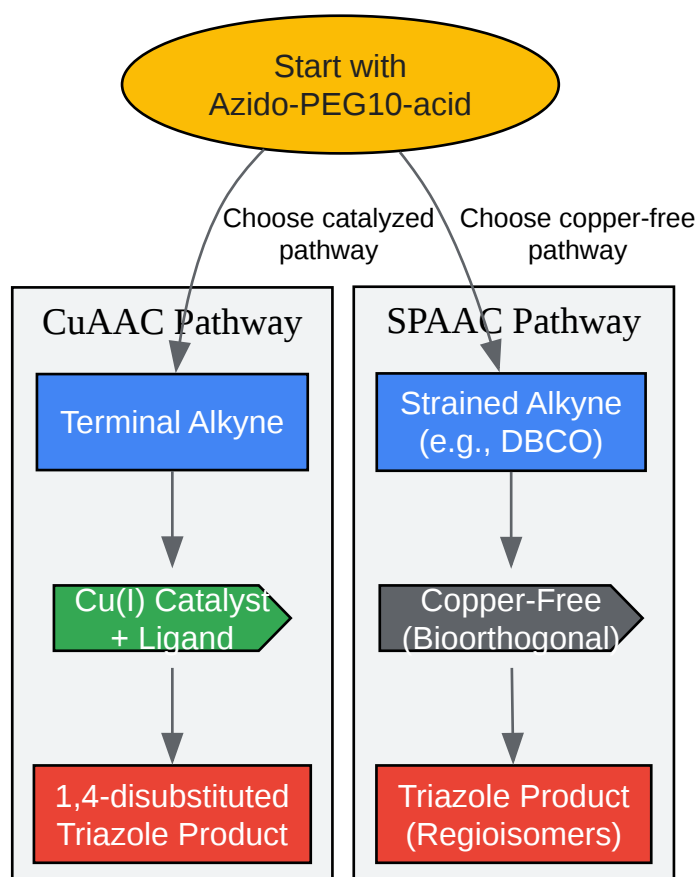 Start with
Azido-PEG10-acid
Choose catalyzed
pathway
Choose copper-free
pathway
CuAAC Pathway
Terminal Alkyne
Cu(I) Catalyst
+ Ligand
1,4-disubstituted
Triazole Product
SPAAC Pathway
Strained Alkyne
(e.g., DBCO)
Copper-Free
(Bioorthogonal)
Triazole Product
(Regioisomers)